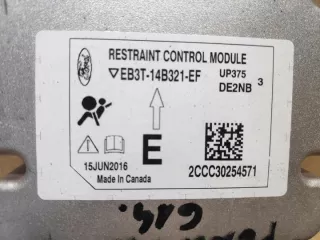 RESTRAINT CONTROL MODULE
EB3T-14B321-EF UP375
DE2NB 3
E
15JUN2016
Made In Canada
2CCC30254571